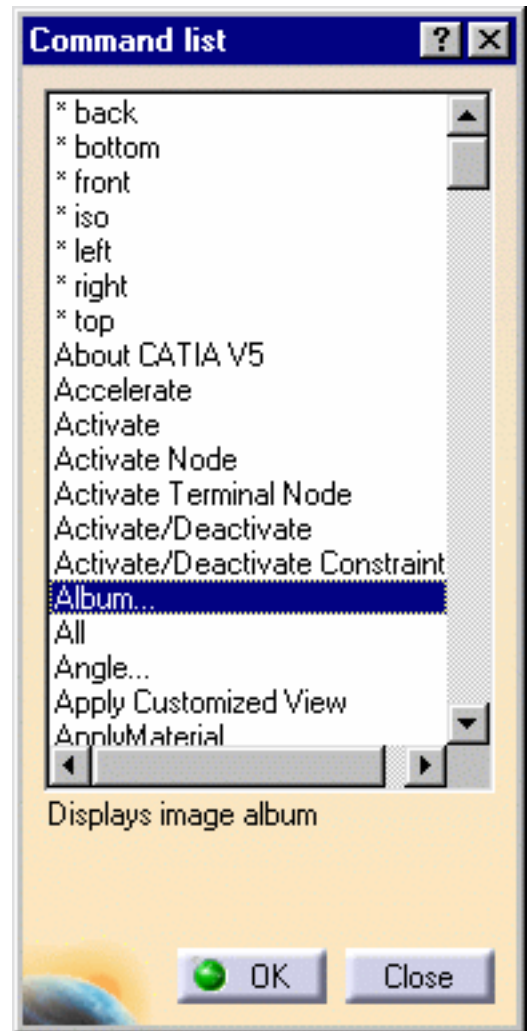 Command list
* back
* bottom
* front
* iso
* left
* right
* top
About CATIA V5
Accelerate
Activate
Activate Node
Activate Terminal Node
Activate/Deactivate
Activate/Deactivate Constraint
Album...
All
Angle...
Apply Customized View
ApplyMaterial
Displays image album
OK Close